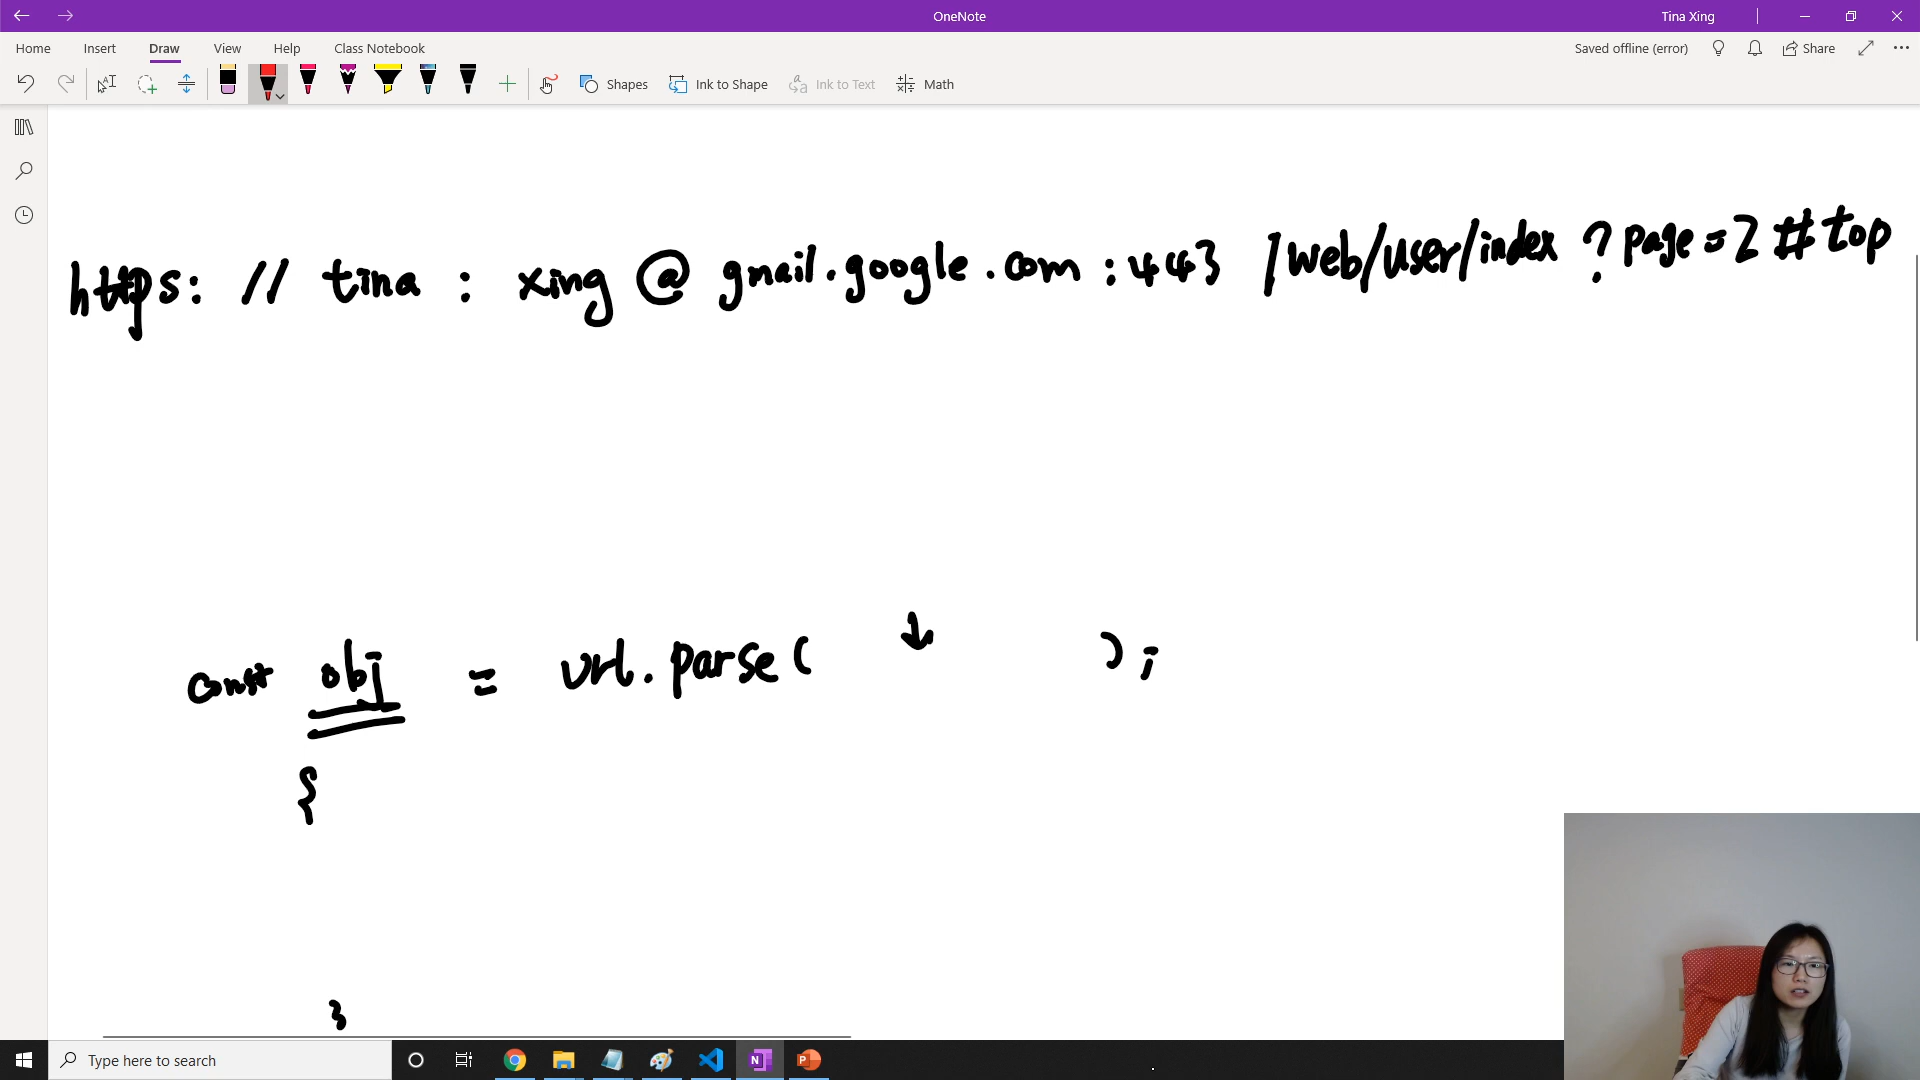 OneNote
Tina Xing
Home Insert Draw View Help Class Notebook
Saved offline (error) Share
Shapes Ink to Shape Ink to Text Math
https: // tina : xing @ gmail.google.com :443 /web/user/index ? page=2 #top
const obj = url.parse( ↓ );
{
}
Type here to search